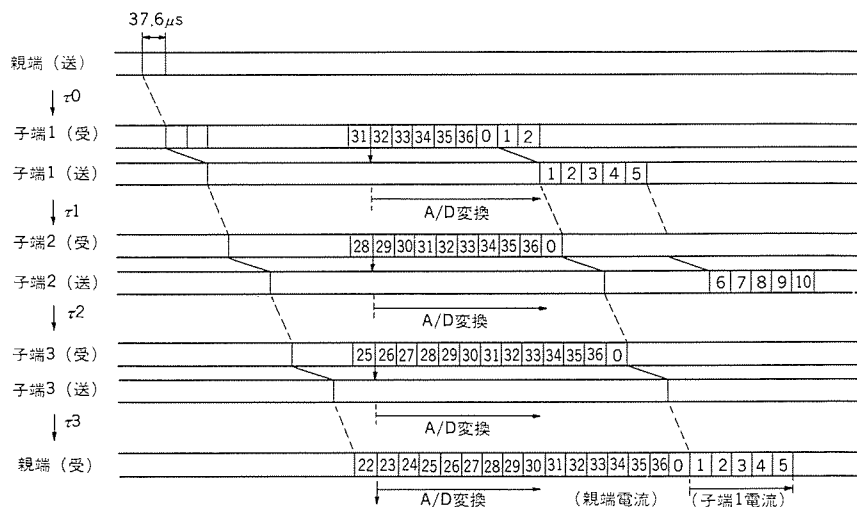 37.6μs
親端（送）
τ0
子端1（受）
31 32 33 34 35 36 0 1 2
子端1（送）
1 2 3 4 5
A/D変換
τ1
子端2（受）
28 29 30 31 32 33 34 35 36 0
子端2（送）
6 7 8 9 10
A/D変換
τ2
子端3（受）
25 26 27 28 29 30 31 32 33 34 35 36 0
子端3（送）
A/D変換
τ3
親端（受）
22 23 24 25 26 27 28 29 30 31 32 33 34 35 36 0 1 2 3 4 5
A/D変換
（親端電流）
（子端1電流）